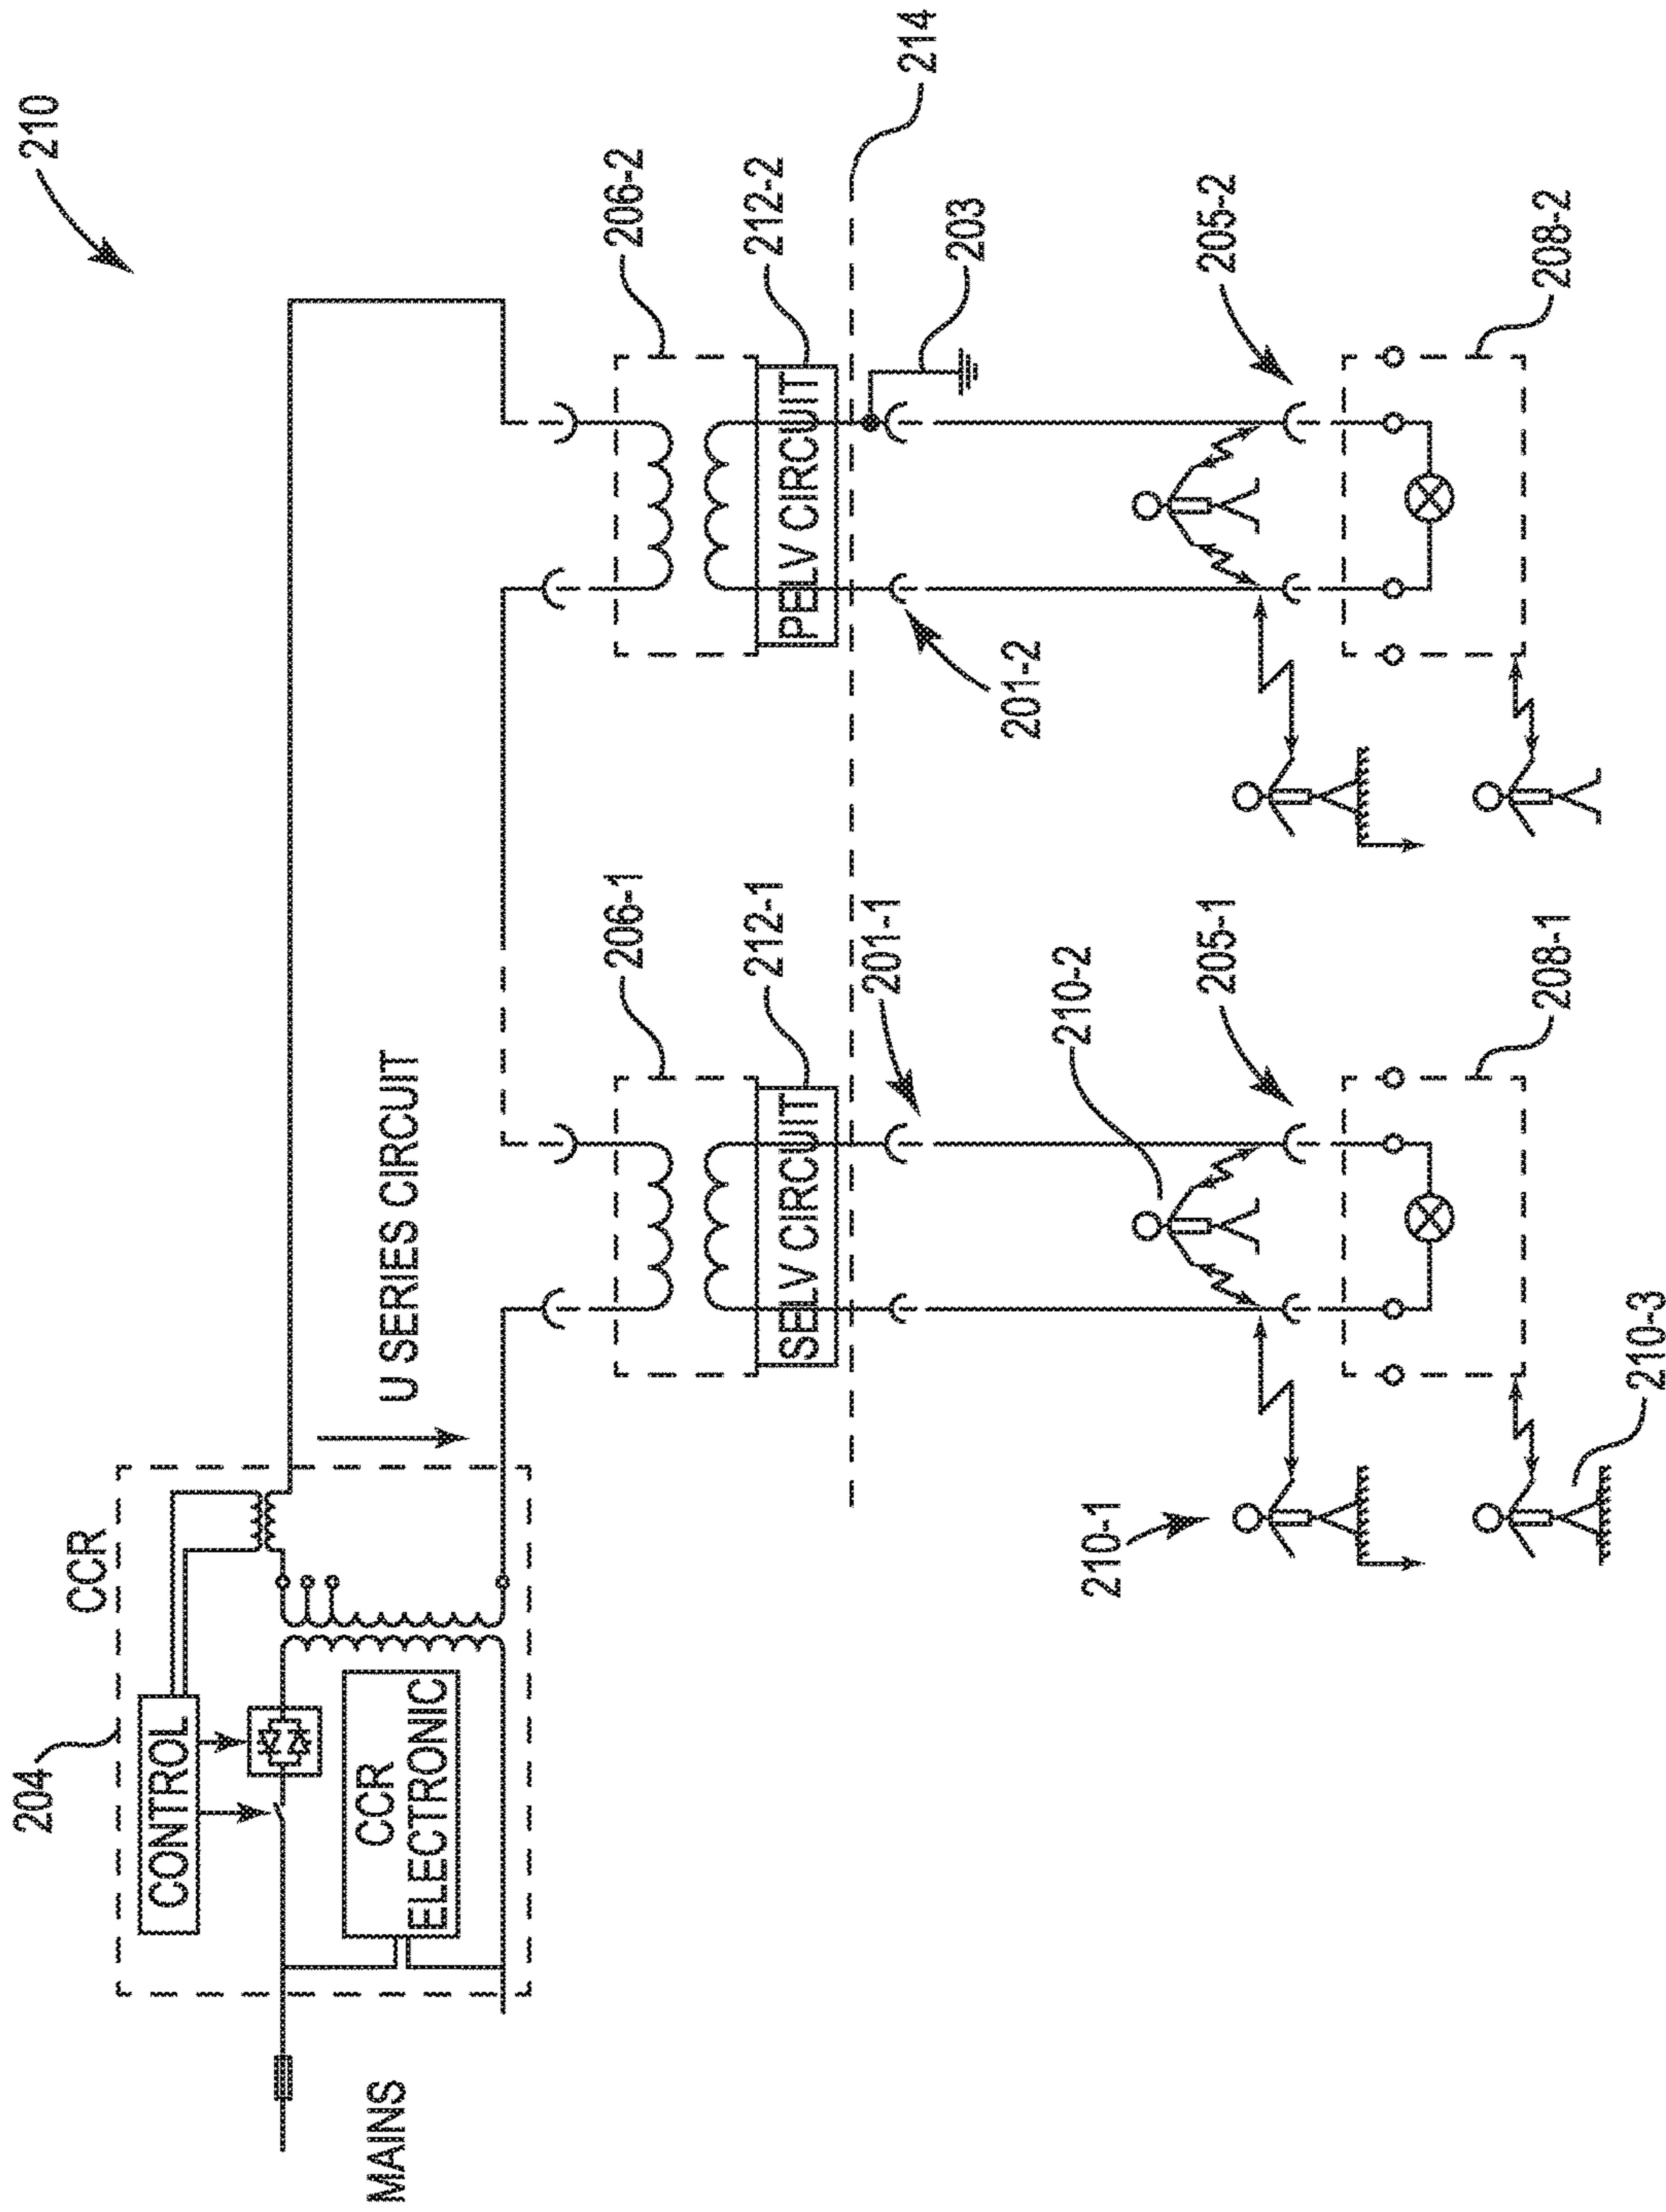 210
204
CCR
CONTROL
CCR
ELECTRONIC
MAINS
U SERIES CIRCUIT
206-1
206-2
212-1
212-2
SELV CIRCUIT
PELV CIRCUIT
214
203
201-1
201-2
210-2
205-1
205-2
210-1
208-1
208-2
210-3